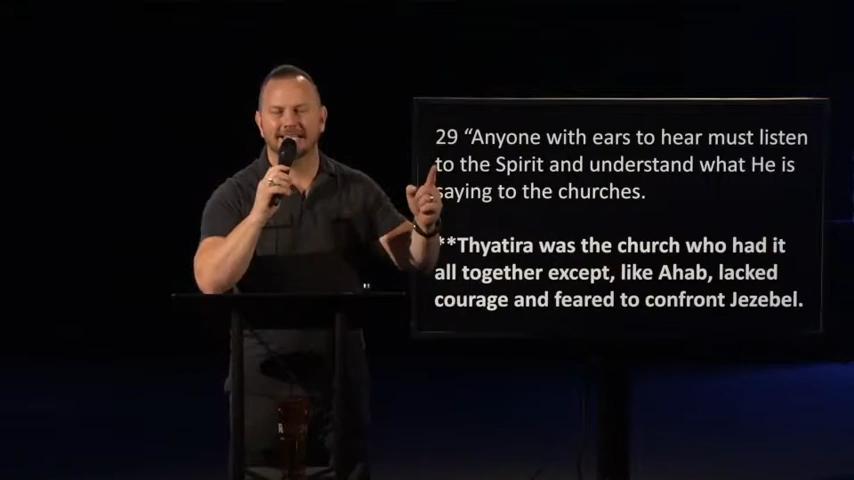 29 “Anyone with ears to hear must listen
to the Spirit and understand what He is
saying to the churches.
**Thyatira was the church who had it
all together except, like Ahab, lacked
courage and feared to confront Jezebel.